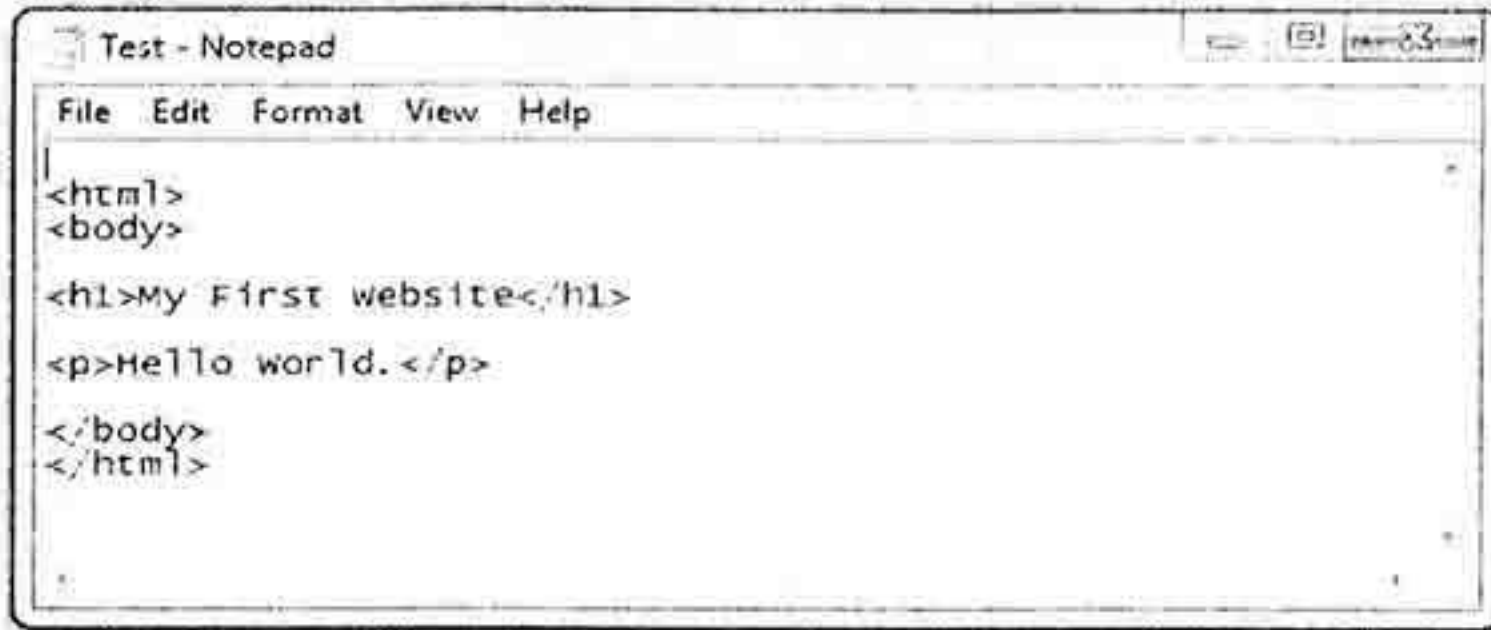 Test - Notepad
File Edit Format View Help
<html>
<body>
<h1>My First website</h1>
<p>Hello world.</p>
</body>
</html>